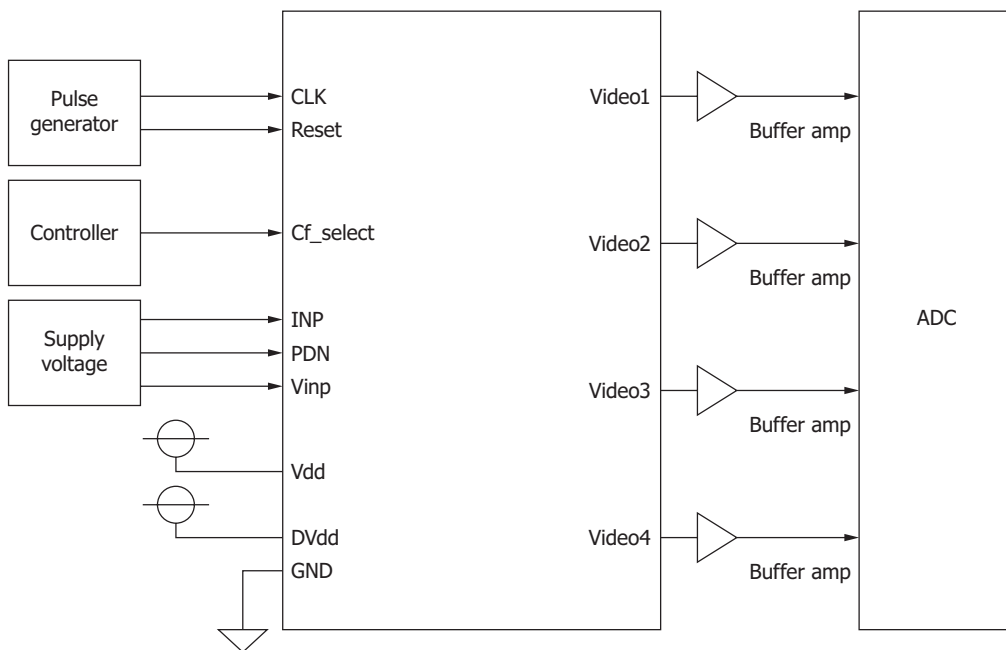 Pulse
generator
Controller
Supply
voltage
CLK
Reset
Cf_select
INP
PDN
Vinp
Vdd
DVdd
GND
Video1
Video2
Video3
Video4
Buffer amp
Buffer amp
Buffer amp
Buffer amp
ADC